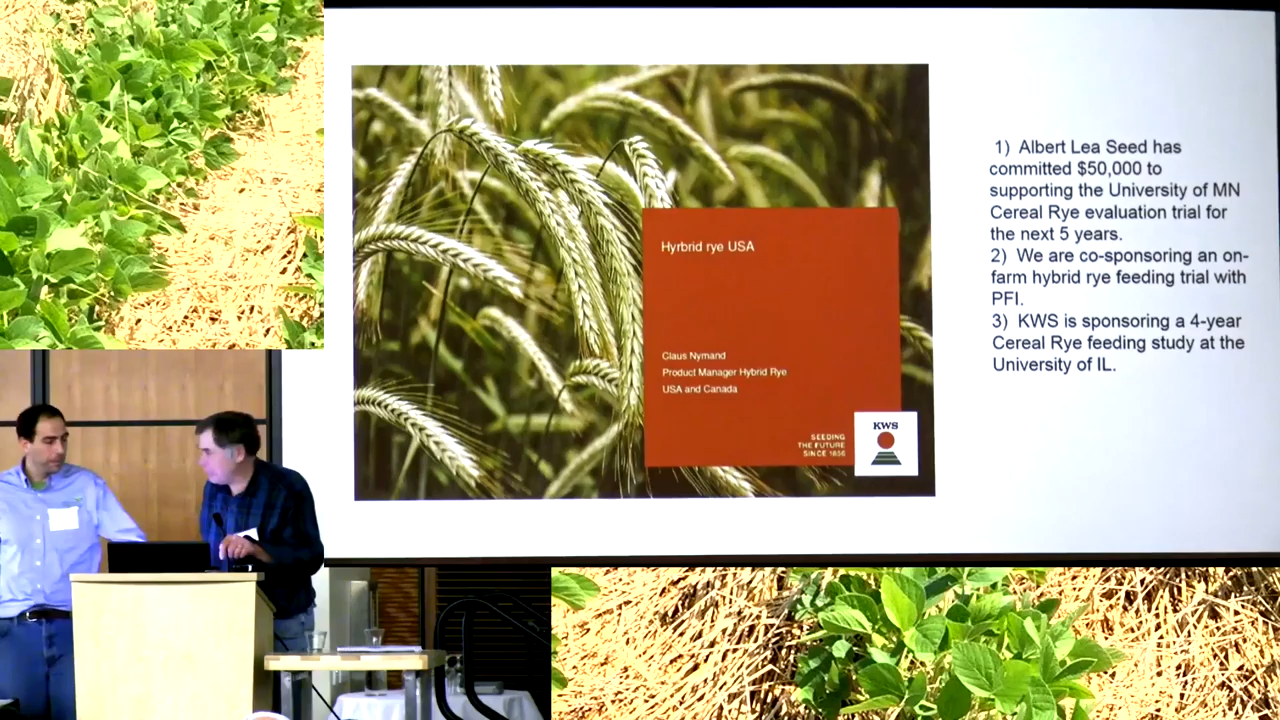 Hyrbrid rye USA
Claus Nymand
Product Manager Hybrid Rye
USA and Canada
SEEDING
THE FUTURE
SINCE 1856
KWS
1) Albert Lea Seed has
committed $50,000 to
supporting the University of MN
Cereal Rye evaluation trial for
the next 5 years.
2) We are co-sponsoring an on-
farm hybrid rye feeding trial with
PFI.
3) KWS is sponsoring a 4-year
Cereal Rye feeding study at the
University of IL.